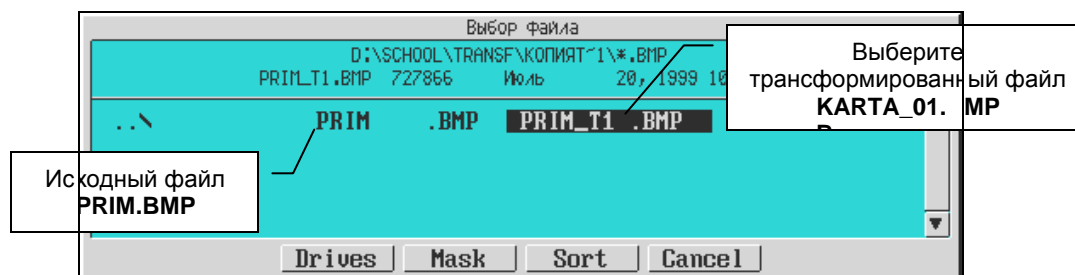 Выбор файла
D:\SCHOOL\TRANSF\КОПИЯТ~1\*.BMP
PRIM_T1.BMP 727866 Июль 20, 1999 10
..\ PRIM .BMP PRIM_T1 .BMP
Выберите
трансформированный файл
KARTA_01. MP
Исходный файл
PRIM.BMP
Drives Mask Sort Cancel